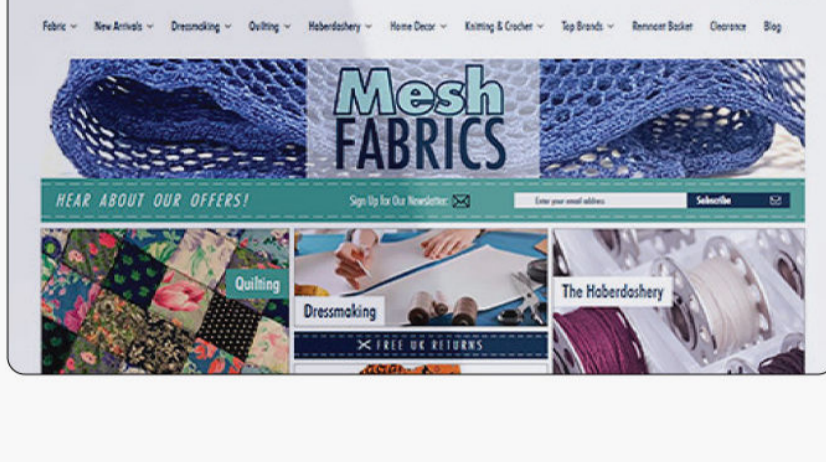 Fabric New Arrivals Dressmaking Quilting Haberdashery Home Decor Knitting & Crochet Top Brands Remnant Basket Clearance Blog
Mesh
FABRICS
HEAR ABOUT OUR OFFERS! Sign Up for Our Newsletter: Enter your email address Subscribe
Quilting
Dressmaking
The Haberdashery
FREE UK RETURNS